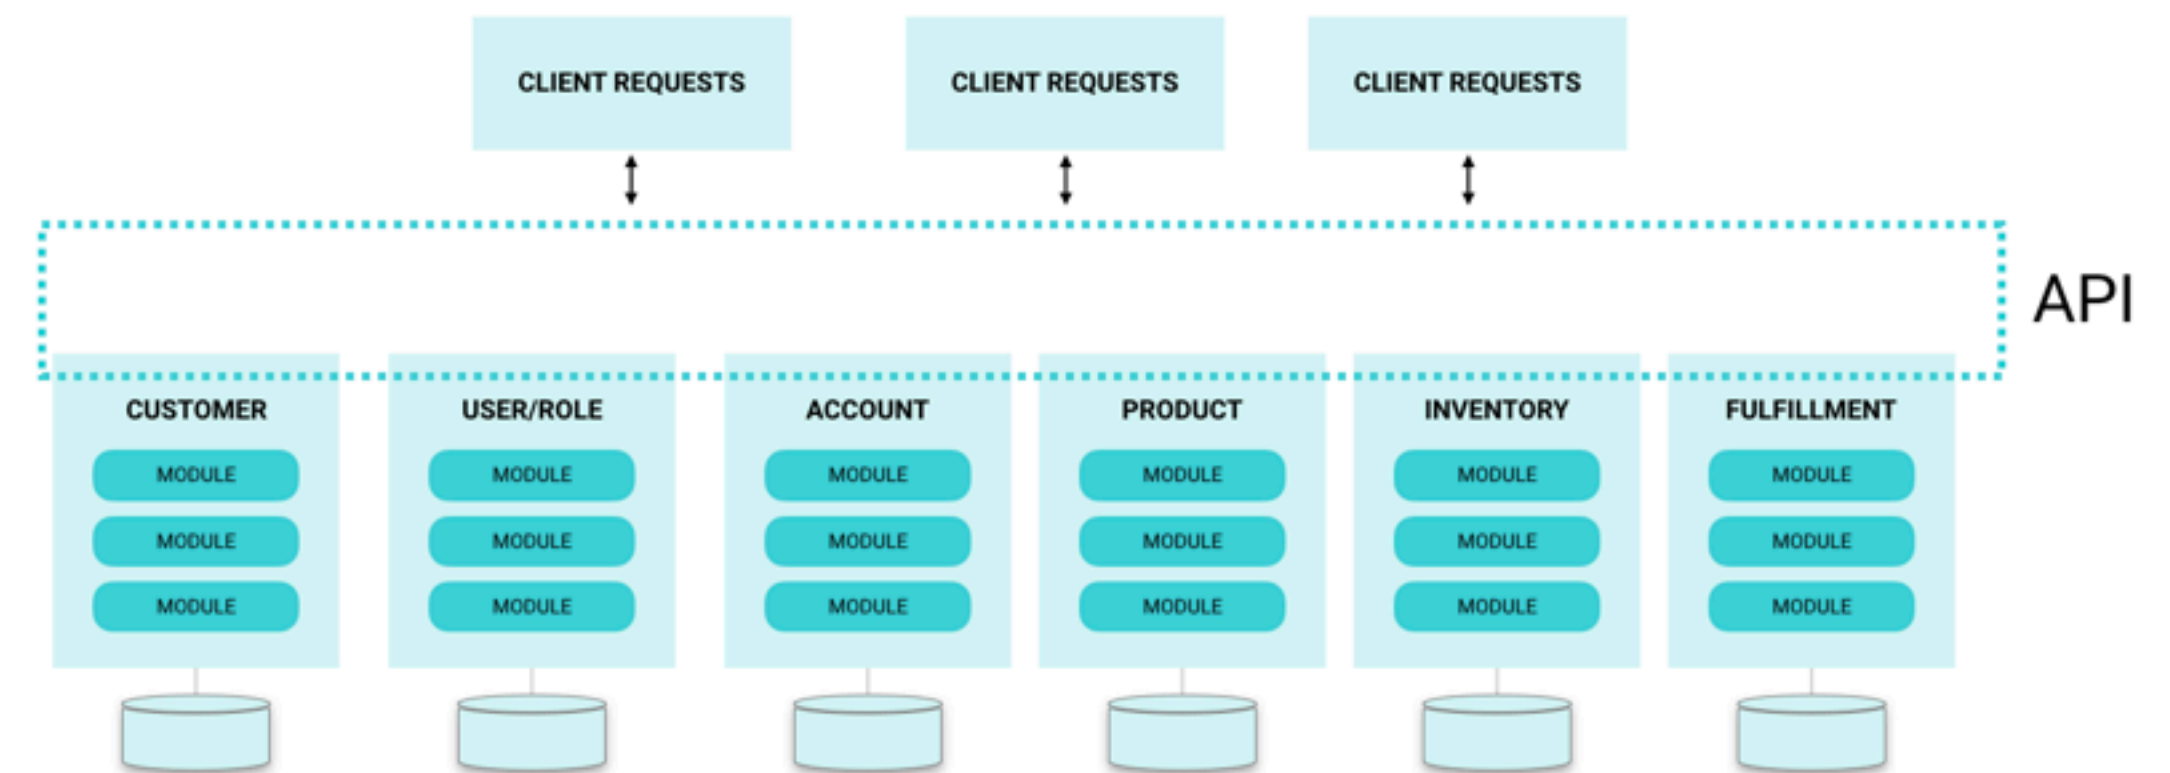 CLIENT REQUESTS
CLIENT REQUESTS
CLIENT REQUESTS
API
CUSTOMER
MODULE
MODULE
MODULE
USER/ROLE
MODULE
MODULE
MODULE
ACCOUNT
MODULE
MODULE
MODULE
PRODUCT
MODULE
MODULE
MODULE
INVENTORY
MODULE
MODULE
MODULE
FULFILLMENT
MODULE
MODULE
MODULE